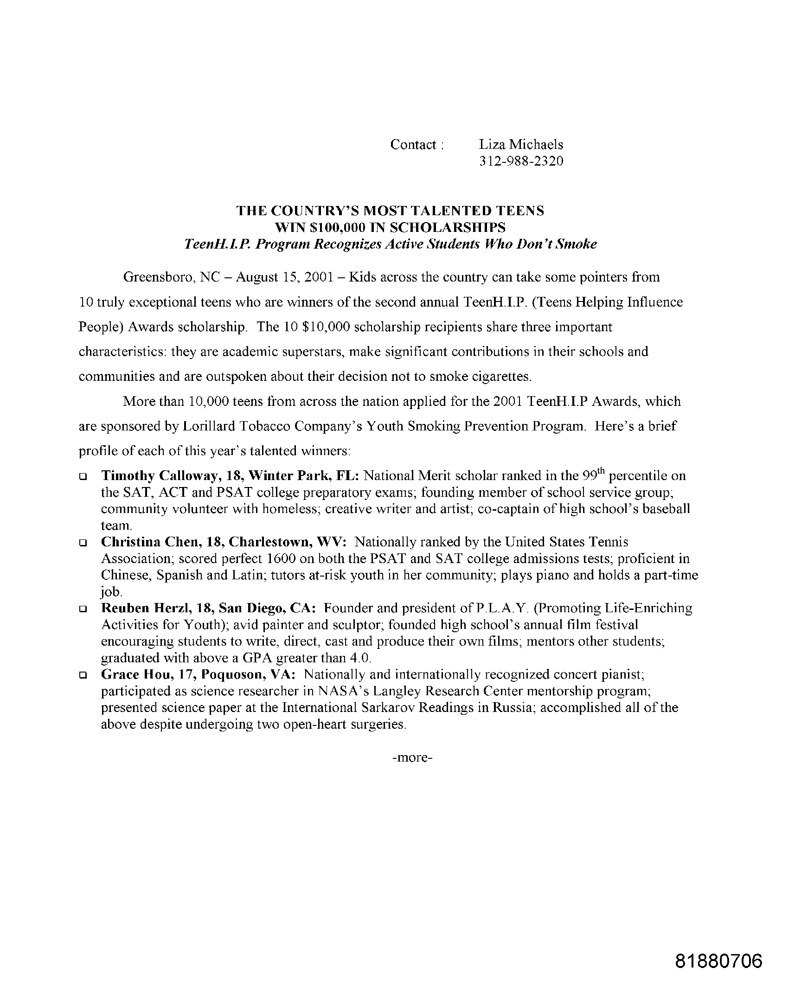 Contact : Liza Michaels
312-988-2320
THE COUNTRY'S MOST TALENTED TEENS
WIN $100,000 IN SCHOLARSHIPS
TeenH.I.P. Program Recognizes Active Students Who Don't Smoke
Greensboro, NC – August 15, 2001 – Kids across the country can take some pointers from
10 truly exceptional teens who are winners of the second annual TeenH.I.P. (Teens Helping Influence
People) Awards scholarship. The 10 $10,000 scholarship recipients share three important
characteristics: they are academic superstars, make significant contributions in their schools and
communities and are outspoken about their decision not to smoke cigarettes.
More than 10,000 teens from across the nation applied for the 2001 TeenH.I.P Awards, which
are sponsored by Lorillard Tobacco Company's Youth Smoking Prevention Program. Here's a brief
profile of each of this year's talented winners:
❑ Timothy Calloway, 18, Winter Park, FL: National Merit scholar ranked in the 99th percentile on
the SAT, ACT and PSAT college preparatory exams; founding member of school service group;
community volunteer with homeless; creative writer and artist; co-captain of high school's baseball
team.
❑ Christina Chen, 18, Charlestown, WV: Nationally ranked by the United States Tennis
Association; scored perfect 1600 on both the PSAT and SAT college admissions tests; proficient in
Chinese, Spanish and Latin; tutors at-risk youth in her community; plays piano and holds a part-time
job.
❑ Reuben Herzl, 18, San Diego, CA: Founder and president of P.L.A.Y. (Promoting Life-Enriching
Activities for Youth); avid painter and sculptor; founded high school's annual film festival
encouraging students to write, direct, cast and produce their own films; mentors other students;
graduated with above a GPA greater than 4.0.
❑ Grace Hou, 17, Poquoson, VA: Nationally and internationally recognized concert pianist;
participated as science researcher in NASA's Langley Research Center mentorship program;
presented science paper at the International Sarkarov Readings in Russia; accomplished all of the
above despite undergoing two open-heart surgeries.
-more-
81880706